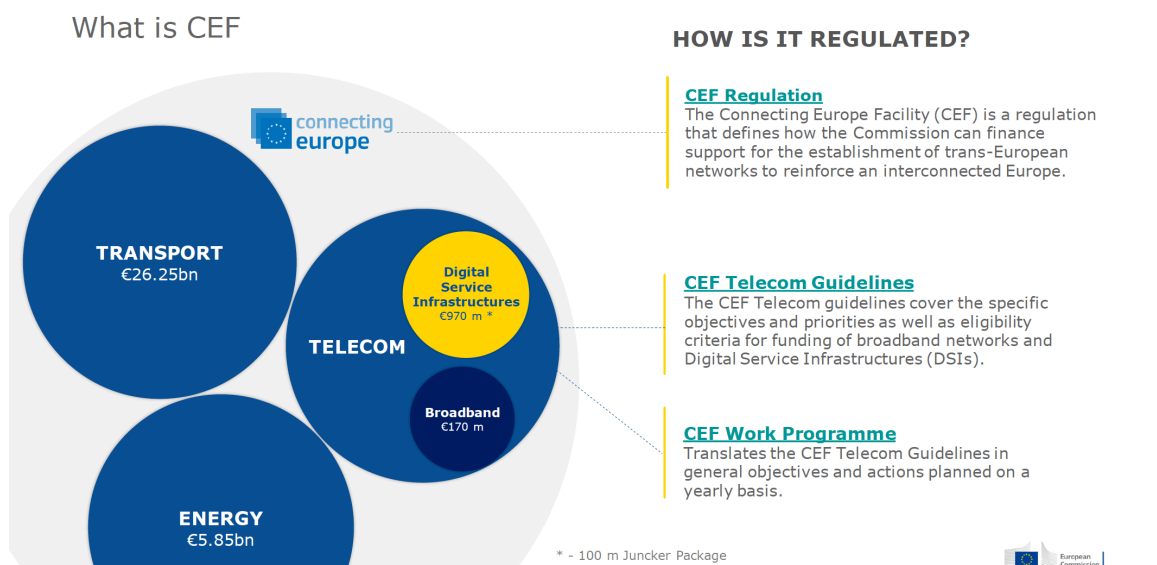 What is CEF
connecting
europe
TRANSPORT
€26.25bn
TELECOM
Digital
Service
Infrastructures
€970 m *
Broadband
€170 m
ENERGY
€5.85bn
HOW IS IT REGULATED?
CEF Regulation
The Connecting Europe Facility (CEF) is a regulation
that defines how the Commission can finance
support for the establishment of trans-European
networks to reinforce an interconnected Europe.
CEF Telecom Guidelines
The CEF Telecom guidelines cover the specific
objectives and priorities as well as eligibility
criteria for funding of broadband networks and
Digital Service Infrastructures (DSIs).
CEF Work Programme
Translates the CEF Telecom Guidelines in
general objectives and actions planned on a
yearly basis.
* - 100 m Juncker Package
European
Commission